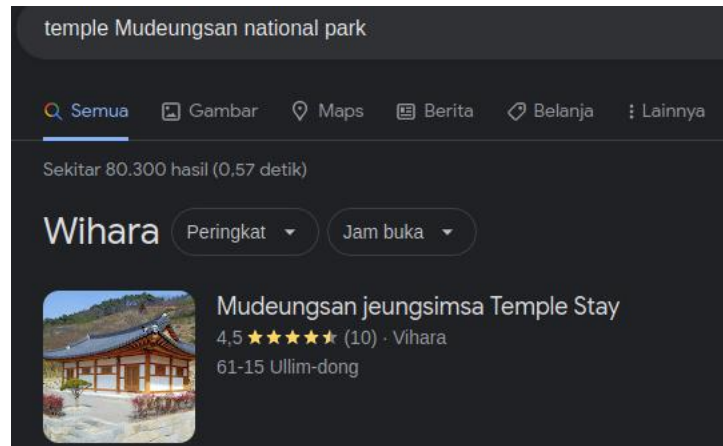 temple Mudeungsan national park
Semua Gambar Maps Berita Belanja Lainnya
Sekitar 80.300 hasil (0,57 detik)
Wihara Peringkat Jam buka
Mudeungsan jeungsimsa Temple Stay
4,5 (10) · Vihara
61-15 Ullim-dong